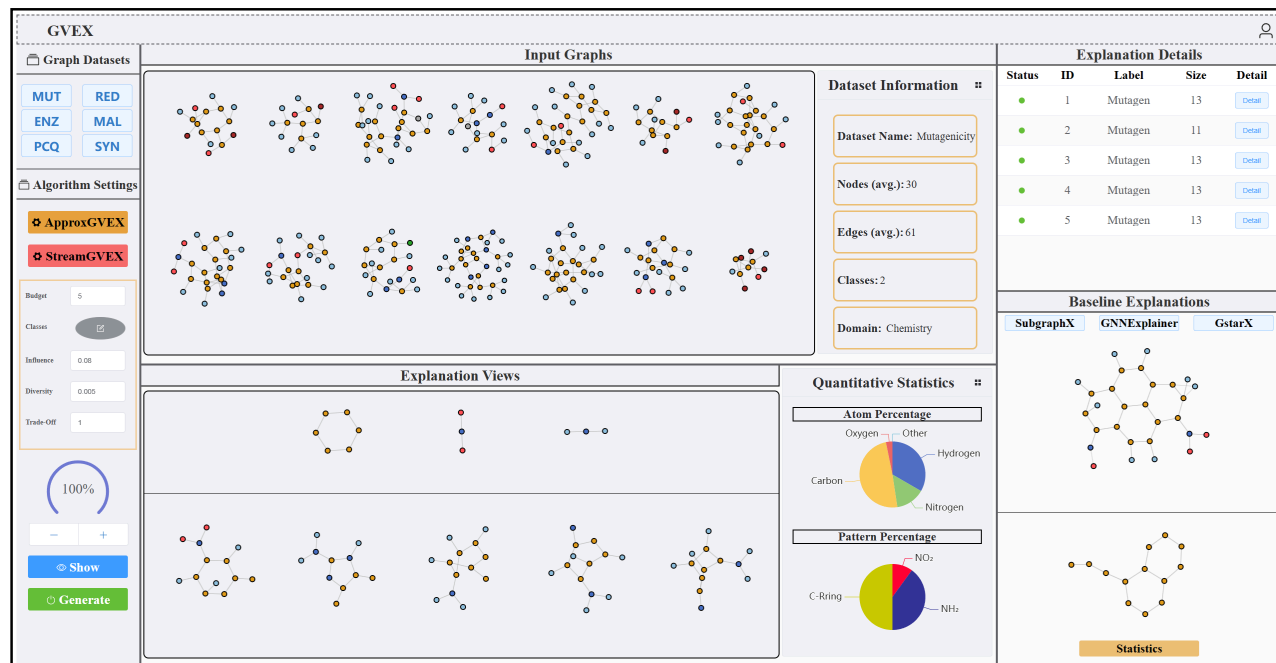 GVEX
Graph Datasets
MUT RED
ENZ MAL
PCQ SYN
Algorithm Settings
ApproxGVEX
StreamGVEX
Budget 5
Classes
Influence 0.08
Diversity 0.005
Trade-Off 1
100%
− +
Show
Generate
Input Graphs
Dataset Information
Dataset Name: Mutagenicity
Nodes (avg.): 30
Edges (avg.): 61
Classes: 2
Domain: Chemistry
Explanation Views
Quantitative Statistics
Atom Percentage
Oxygen Other
Hydrogen
Carbon
Nitrogen
Pattern Percentage
NO₂
C-Rring
NH₂
Explanation Details
Status ID Label Size Detail
1 Mutagen 13 Detail
2 Mutagen 11 Detail
3 Mutagen 13 Detail
4 Mutagen 13 Detail
5 Mutagen 13 Detail
Baseline Explanations
SubgraphX GNNExplainer GstarX
Statistics